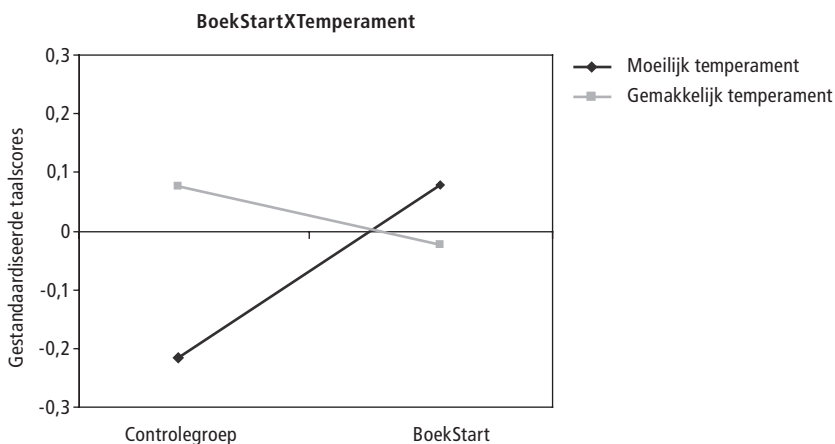 BoekStartXTemperament
0,3
0,2
0,1
0
-0,1
-0,2
-0,3
Gestandaardiseerde taalscores
Controlegroep
BoekStart
Moeilijk temperament
Gemakkelijk temperament